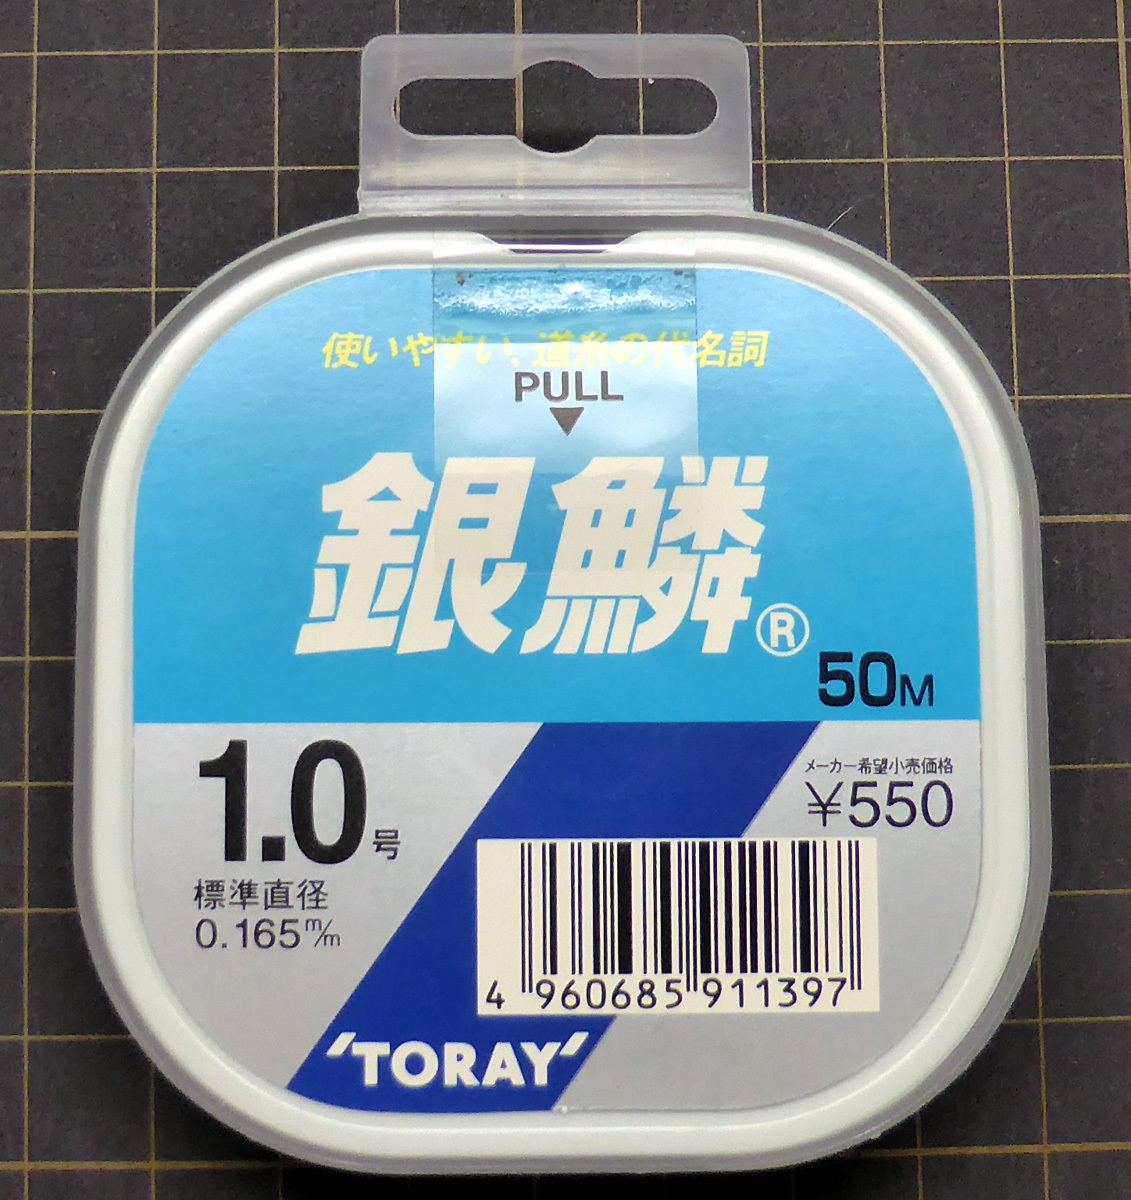 使いやすい、道糸の代名詞
PULL
銀鱗®
50M
1.0号
標準直径
0.165m/m
メーカー希望小売価格
¥550
4 960685 911397
'TORAY'